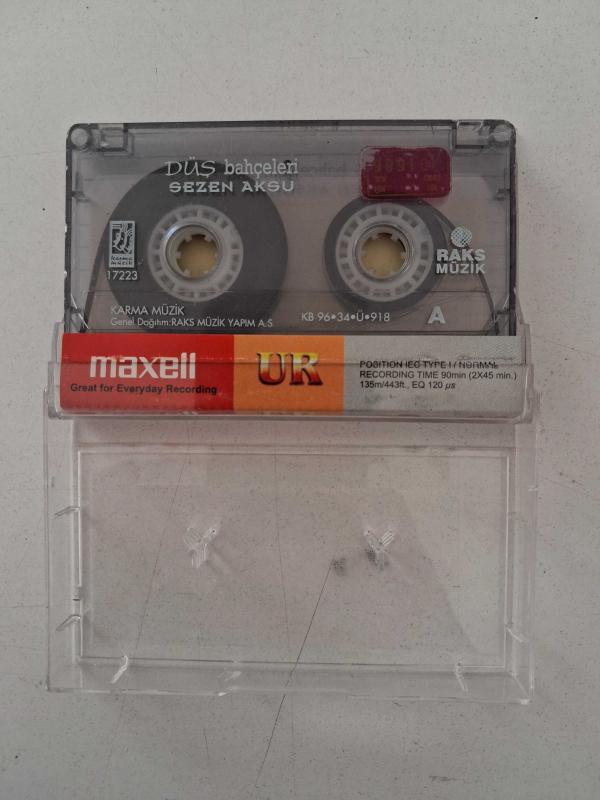 DÜŞ bahçeleri
SEZEN AKSU
karma
müzik
17223
RAKS
MÜZİK
KARMA MÜZİK
Genel Dağıtım: RAKS MÜZİK YAPIM A.Ş
KB 96•34•Ü•918
A
maxell
Great for Everyday Recording
UR
POSITION IEC TYPE I / NORMAL
RECORDING TIME 90min (2X45 min.)
135m/443ft., EQ 120 µs